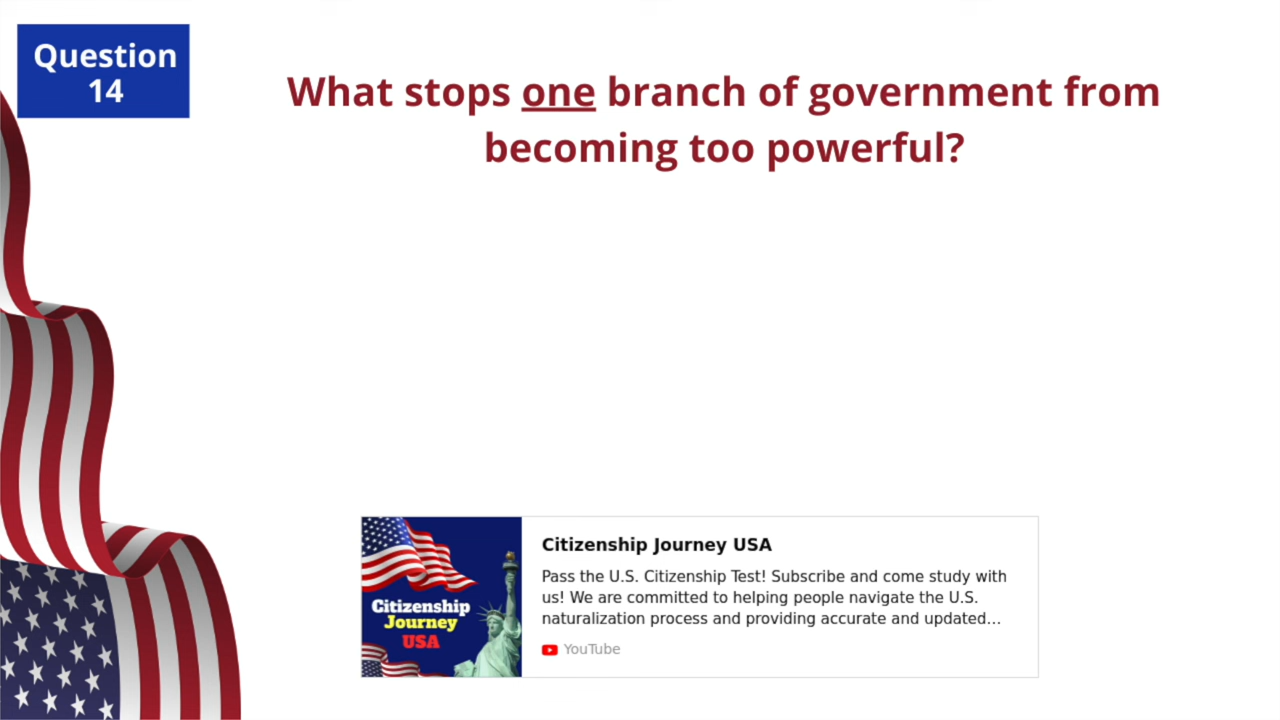 Question
14
What stops one branch of government from
becoming too powerful?
Citizenship
Journey
USA
Citizenship Journey USA
Pass the U.S. Citizenship Test! Subscribe and come study with
us! We are committed to helping people navigate the U.S.
naturalization process and providing accurate and updated...
YouTube